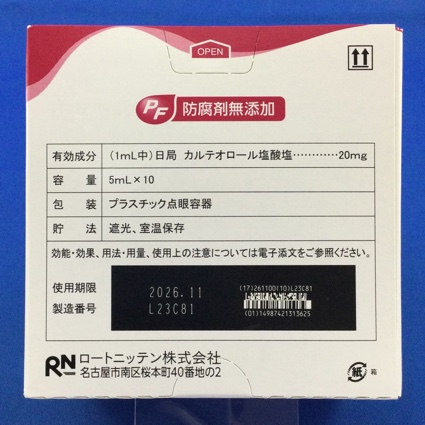 OPEN
PF 防腐剤無添加
有効成分 (1mL中)日局 カルテオロール塩酸塩…………20mg
容量 5mL×10
包装 プラスチック点眼容器
貯法 遮光、室温保存
効能・効果、用法・用量、使用上の注意については電子添文をご参照ください。
使用期限 2026.11
製造番号 L23C81
(17)261100(10)L23C81
(01)14987421313625
RN ロートニッテン株式会社
名古屋市南区桜本町40番地の2
紙 箱